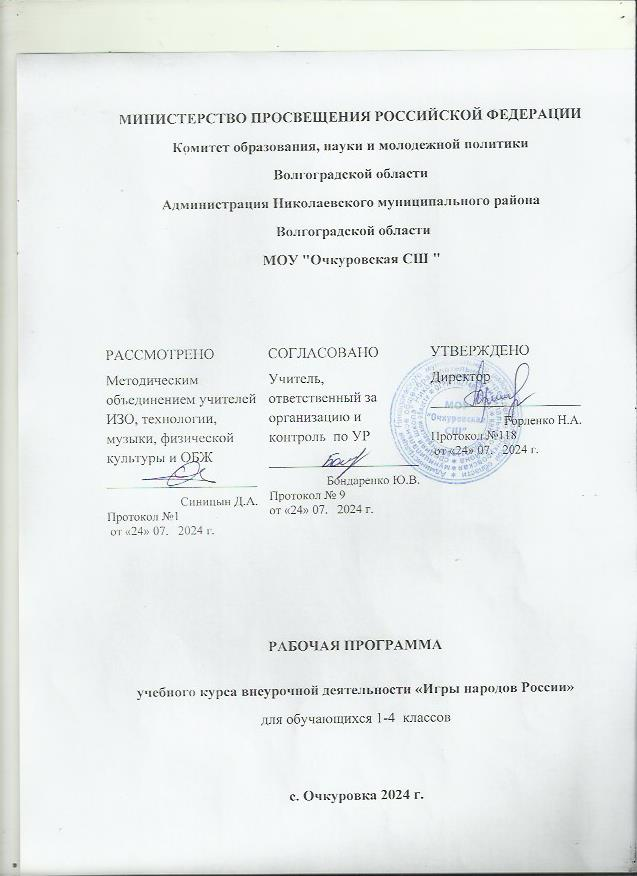 МИНИСТЕРСТВО ПРОСВЕЩЕНИЯ РОССИЙСКОЙ ФЕДЕРАЦИИ
Комитет образования, науки и молодежной политики
Волгоградской области
Администрация Николаевского муниципального района
Волгоградской области
МОУ "Очкуровская СШ "
РАССМОТРЕНО
Методическим
объединением учителей
ИЗО, технологии,
музыки, физической
культуры и ОБЖ
Синицын Д.А.
Протокол №1
от «24» 07. 2024 г.
СОГЛАСОВАНО
Учитель,
ответственный за
организацию и
контроль по УР
Бондаренко Ю.В.
Протокол № 9
от «24» 07. 2024 г.
УТВЕРЖДЕНО
Директор
Горленко Н.А.
Протокол №118
от «24» 07. 2024 г.
МОУ
"Очкуровская
СШ"
РАБОЧАЯ ПРОГРАММА
учебного курса внеурочной деятельности «Игры народов России»
для обучающихся 1-4 классов
с. Очкуровка 2024 г.